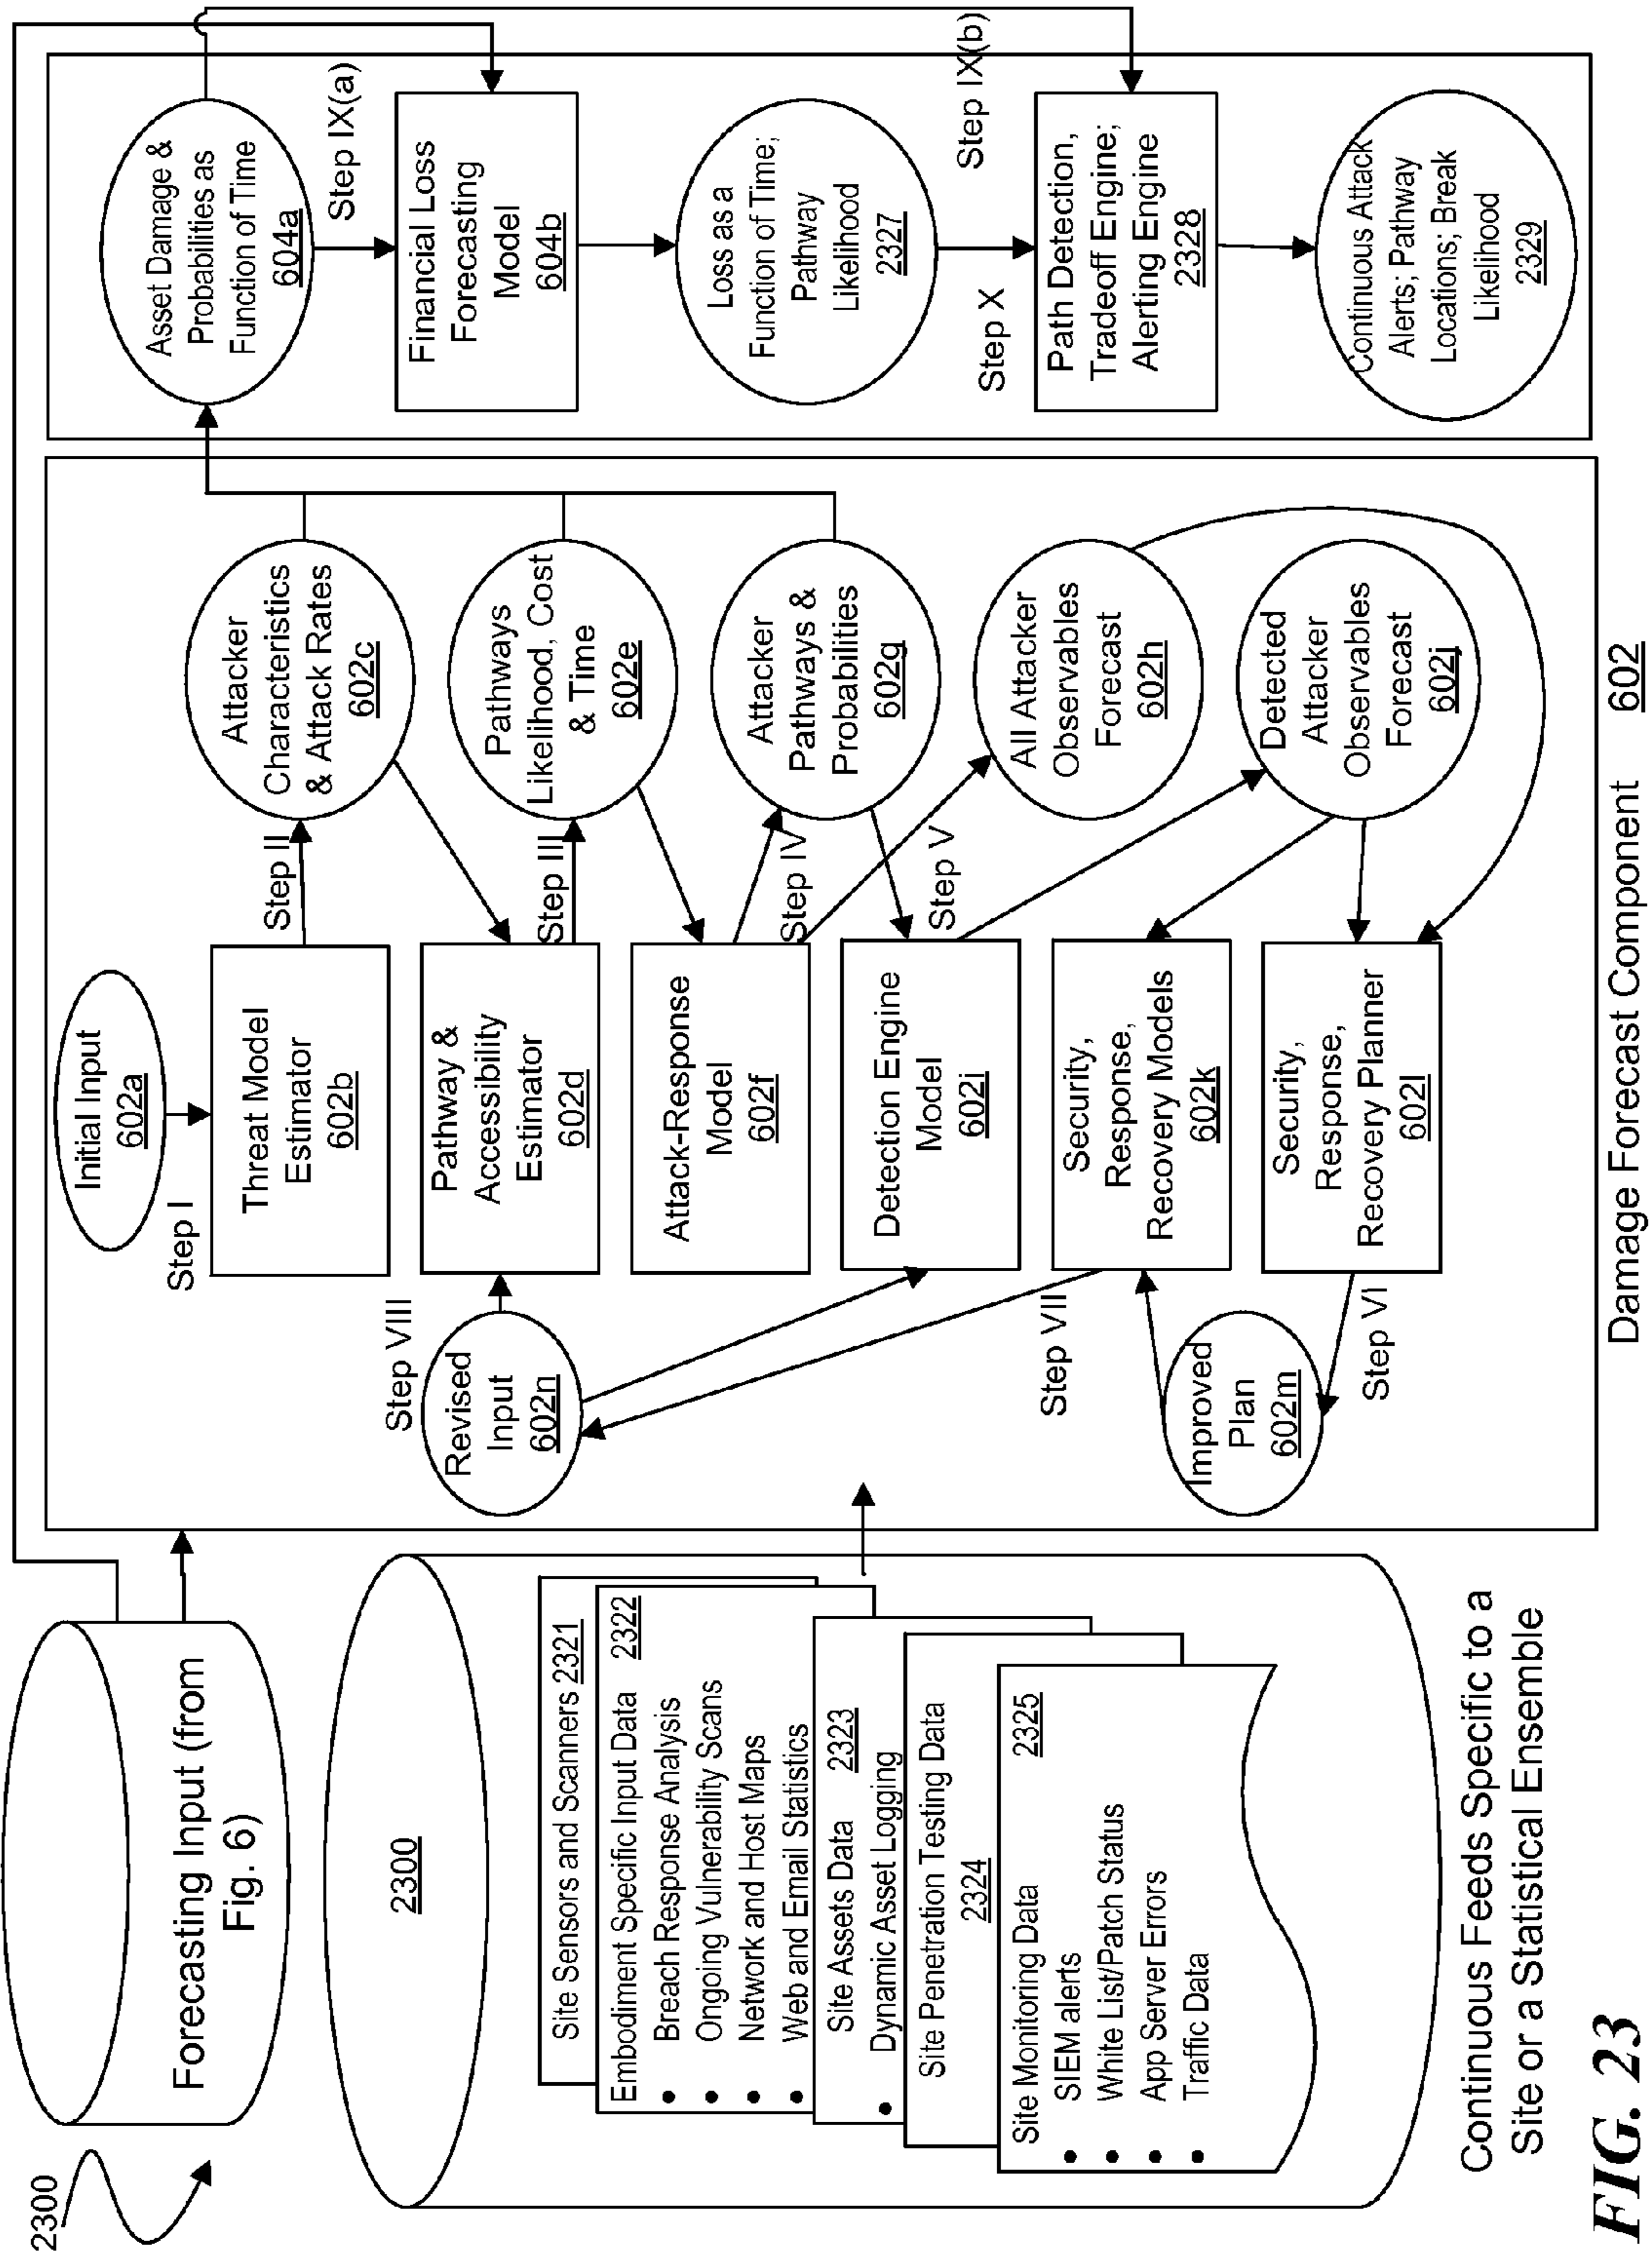 2300
Forecasting Input (from
Fig. 6)
2300
Site Sensors and Scanners 2321
Embodiment Specific Input Data 2322
• Breach Response Analysis
• Ongoing Vulnerability Scans
• Network and Host Maps
• Web and Email Statistics
Site Assets Data 2323
• Dynamic Asset Logging
Site Penetration Testing Data
2324
Site Monitoring Data 2325
• SIEM alerts
• White List/Patch Status
• App Server Errors
• Traffic Data
Continuous Feeds Specific to a
Site or a Statistical Ensemble
Initial Input
602a
Step I
Threat Model
Estimator
602b
Step II
Attacker
Characteristics
& Attack Rates
602c
Step VIII
Revised
Input
602n
Pathway &
Accessibility
Estimator
602d
Step III
Pathways
Likelihood, Cost
& Time
602e
Attack-Response
Model
602f
Step IV
Attacker
Pathways &
Probabilities
602g
Detection Engine
Model
602i
Step V
All Attacker
Observables
Forecast
602h
Step VII
Security,
Response,
Recovery Models
602k
Detected
Attacker
Observables
Forecast
602j
Improved
Plan
602m
Step VI
Security,
Response,
Recovery Planner
602l
Damage Forecast Component 602
Asset Damage &
Probabilities as
Function of Time
604a
Step IX(a)
Financial Loss
Forecasting
Model
604b
Loss as a
Function of Time;
Pathway
Likelihood
2327
Step IX(b)
Step X
Path Detection,
Tradeoff Engine;
Alerting Engine
2328
Continuous Attack
Alerts; Pathway
Locations; Break
Likelihood
2329
FIG. 23